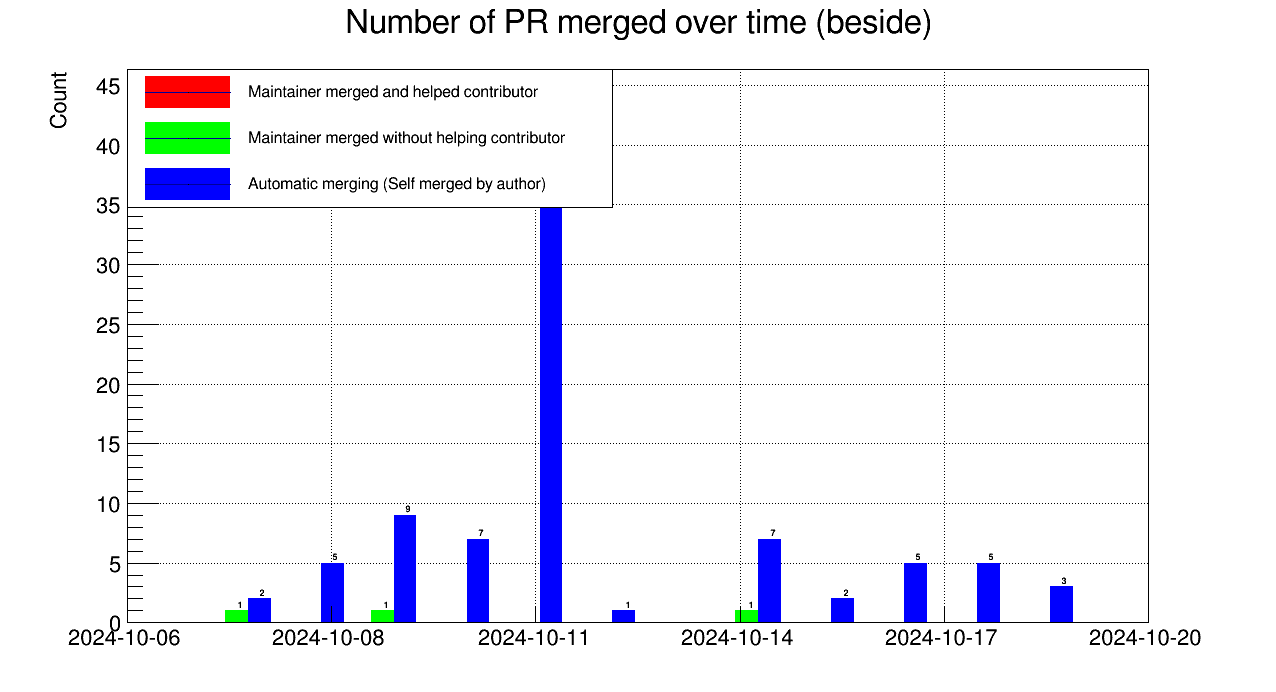 Number of PR merged over time (beside)
Count
45
40
35
30
25
20
15
10
5
0
Maintainer merged and helped contributor
Maintainer merged without helping contributor
Automatic merging (Self merged by author)
1 2 5 1 9 7 1 1 7 2 5 5 3
2024-10-06 2024-10-08 2024-10-11 2024-10-14 2024-10-17 2024-10-20